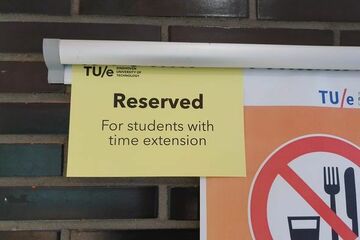 TU/e EINDHOVEN
UNIVERSITY OF
TECHNOLOGY
Reserved
For students with
time extension
TU/e